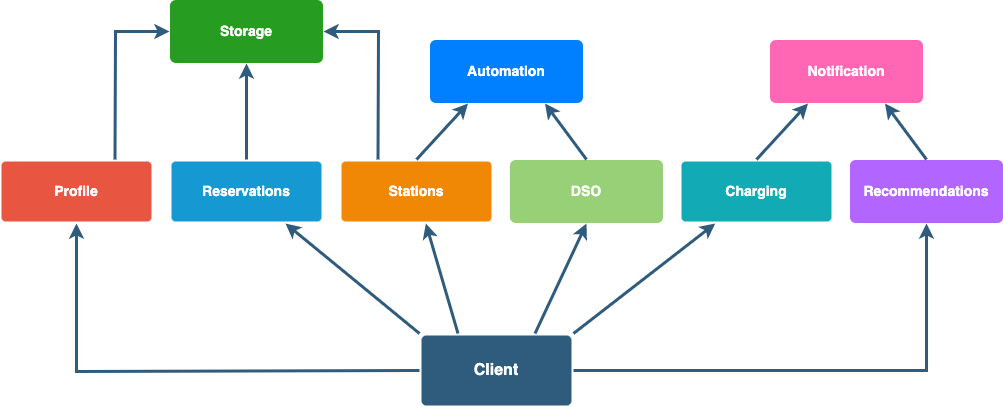 Storage
Automation
Notification
Profile
Reservations
Stations
DSO
Charging
Recommendations
Client